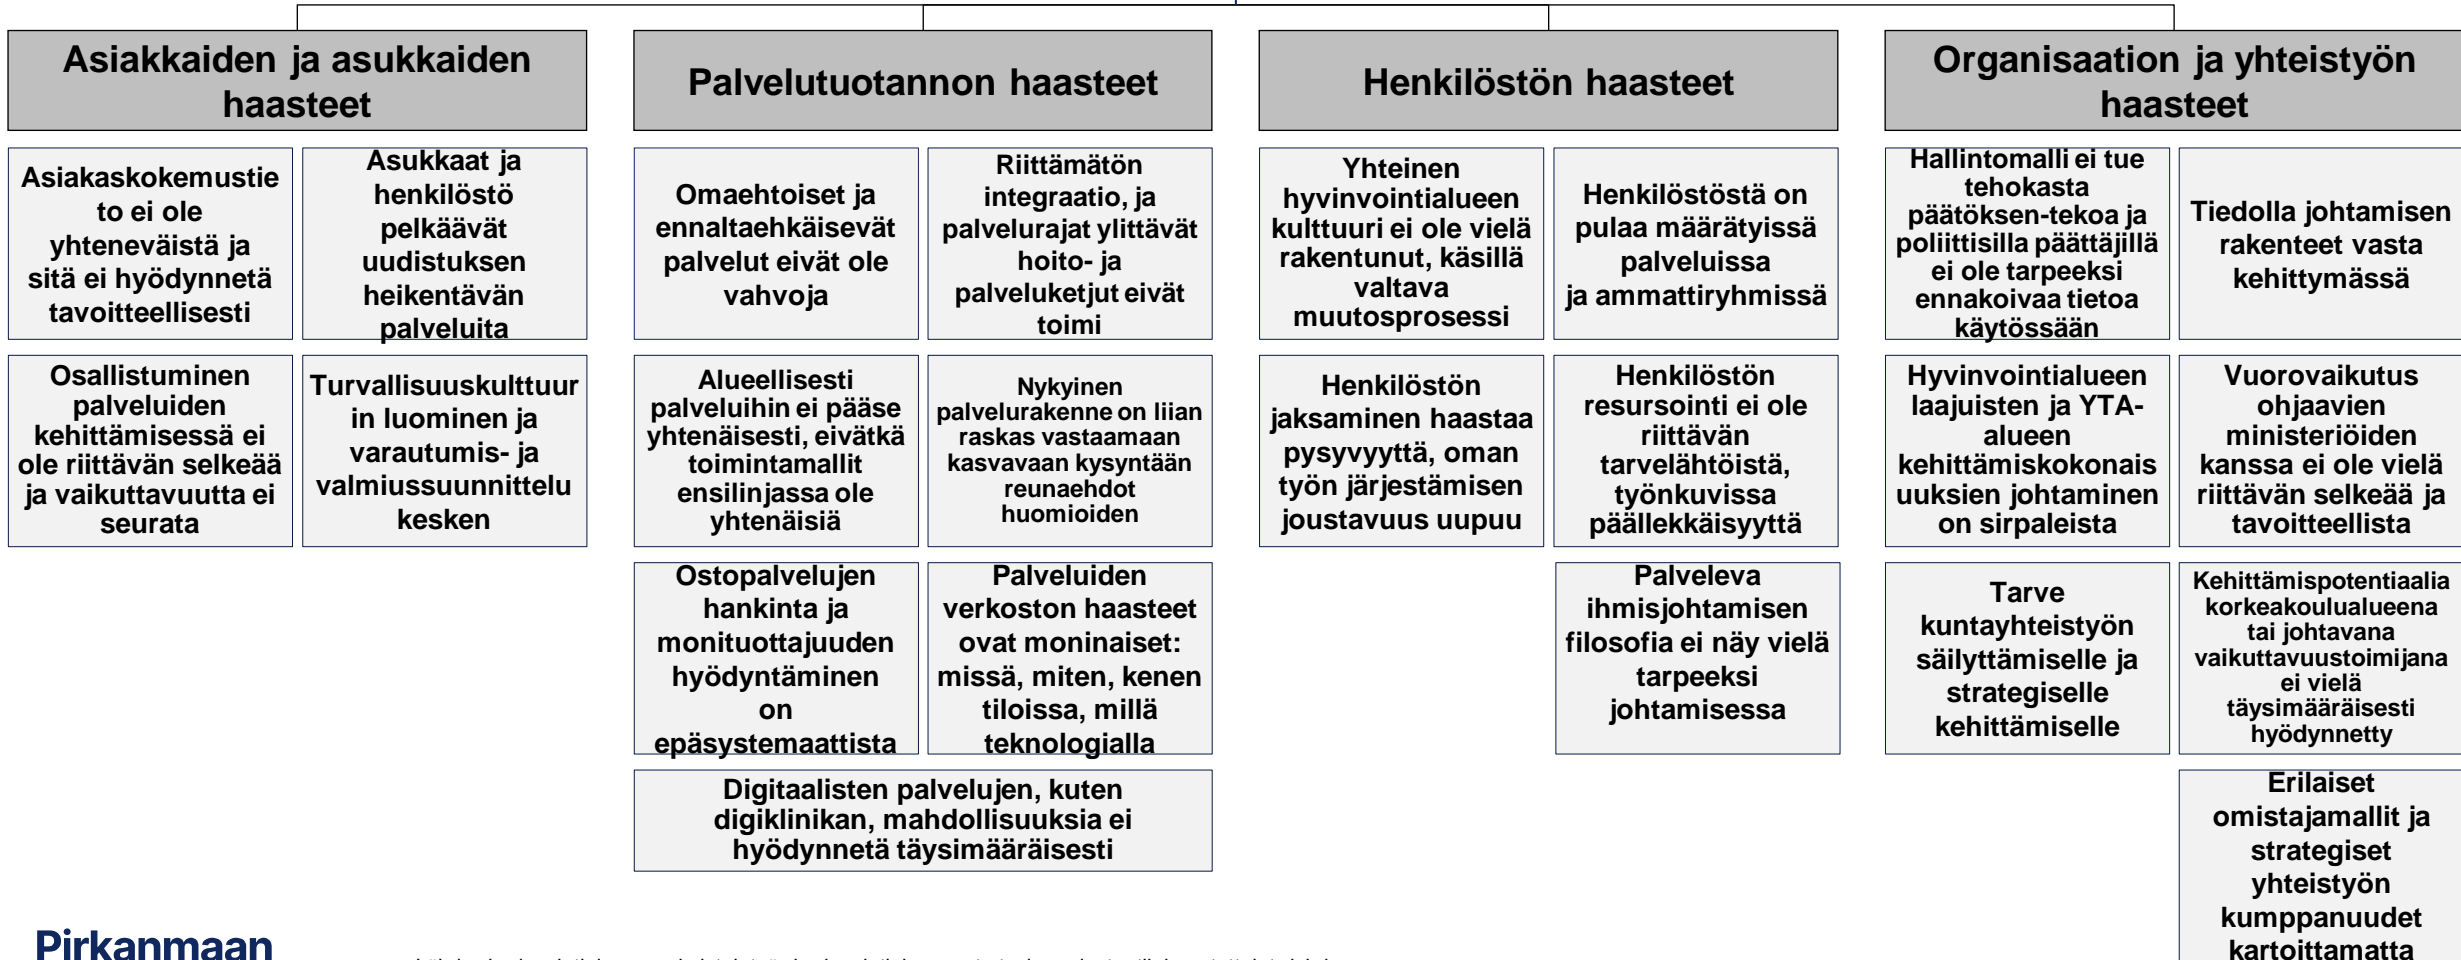 Asiakkaiden ja asukkaiden
haasteet
Asiakaskokemustie
to ei ole
yhteneväistä ja
sitä ei hyödynnetä
tavoitteellisesti
Asukkaat ja
henkilöstö
pelkäävät
uudistuksen
heikentävän
palveluita
Osallistuminen
palveluiden
kehittämisessä ei
ole riittävän selkeää
ja vaikuttavuutta ei
seurata
Turvallisuuskulttuur
in luominen ja
varautumis- ja
valmiussuunnittelu
kesken
Palvelutuotannon haasteet
Omaehtoiset ja
ennaltaehkäisevät
palvelut eivät ole
vahvoja
Riittämätön
integraatio, ja
palvelurajat ylittävät
hoito- ja
palveluketjut eivät
toimi
Alueellisesti
palveluihin ei pääse
yhtenäisesti, eivätkä
toimintamallit
ensilinjassa ole
yhtenäisiä
Nykyinen
palvelurakenne on liian
raskas vastaamaan
kasvavaan kysyntään
reunaehdot
huomioiden
Ostopalvelujen
hankinta ja
monituottajuuden
hyödyntäminen
on
epäsystemaattista
Palveluiden
verkoston haasteet
ovat moninaiset:
missä, miten, kenen
tiloissa, millä
teknologialla
Digitaalisten palvelujen, kuten
digiklinikan, mahdollisuuksia ei
hyödynnetä täysimääräisesti
Henkilöstön haasteet
Yhteinen
hyvinvointialueen
kulttuuri ei ole vielä
rakentunut, käsillä
valtava
muutosprosessi
Henkilöstöstä on
pulaa määrätyissä
palveluissa
ja ammattiryhmissä
Henkilöstön
jaksaminen haastaa
pysyvyyttä, oman
työn järjestämisen
joustavuus uupuu
Henkilöstön
resursointi ei ole
riittävän
tarvelähtöistä,
työnkuvissa
päällekkäisyyttä
Palveleva
ihmisjohtamisen
filosofia ei näy vielä
tarpeeksi
johtamisessa
Organisaation ja yhteistyön
haasteet
Hallintomalli ei tue
tehokasta
päätöksen-tekoa ja
poliittisilla päättäjillä
ei ole tarpeeksi
ennakoivaa tietoa
käytössään
Tiedolla johtamisen
rakenteet vasta
kehittymässä
Hyvinvointialueen
laajuisten ja YTA-
alueen
kehittämiskokonais
uuksien johtaminen
on sirpaleista
Vuorovaikutus
ohjaavien
ministeriöiden
kanssa ei ole vielä
riittävän selkeää ja
tavoitteellista
Tarve
kuntayhteistyön
säilyttämiselle ja
strategiselle
kehittämiselle
Kehittämispotentiaalia
korkeakoulualueena
tai johtavana
vaikuttavuustoimijana
ei vielä
täysimääräisesti
hyödynnetty
Erilaiset
omistajamallit ja
strategiset
yhteistyön
kumppanuudet
kartoittamatta
Pirkanmaan